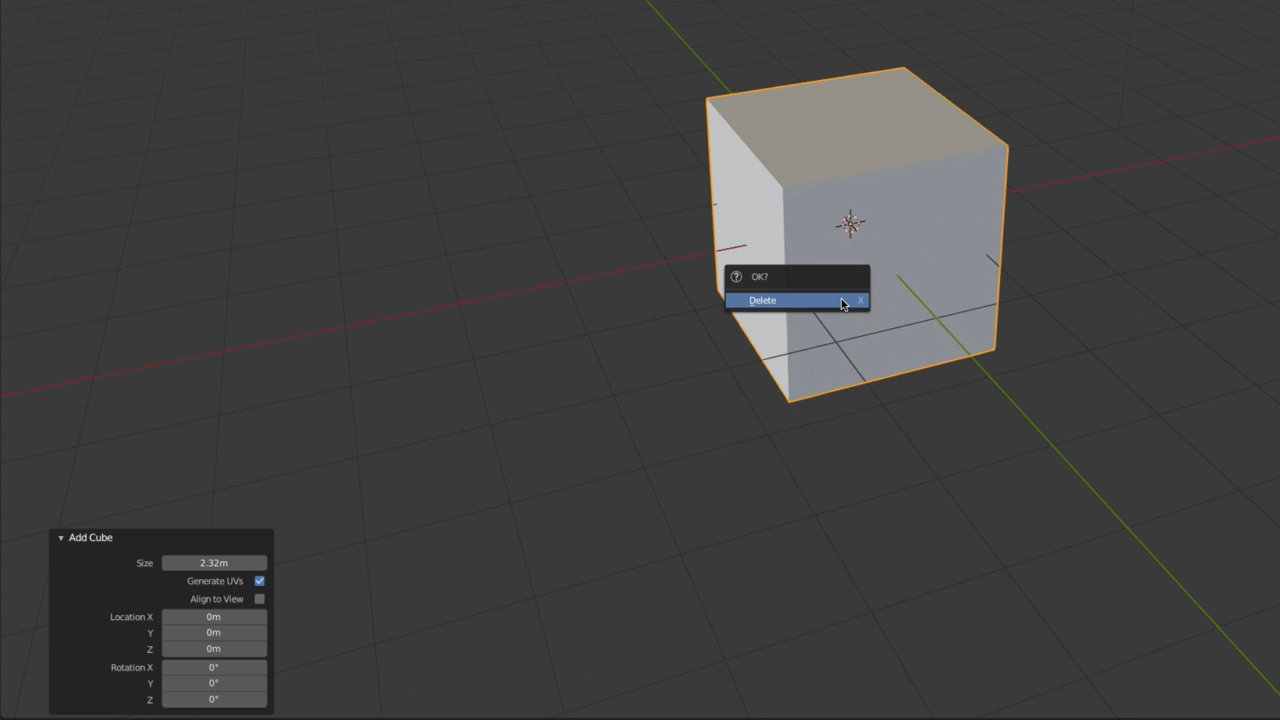 OK?
Delete X
Add Cube
Size 2.32m
Generate UVs
Align to View
Location X 0m
Y 0m
Z 0m
Rotation X 0°
Y 0°
Z 0°